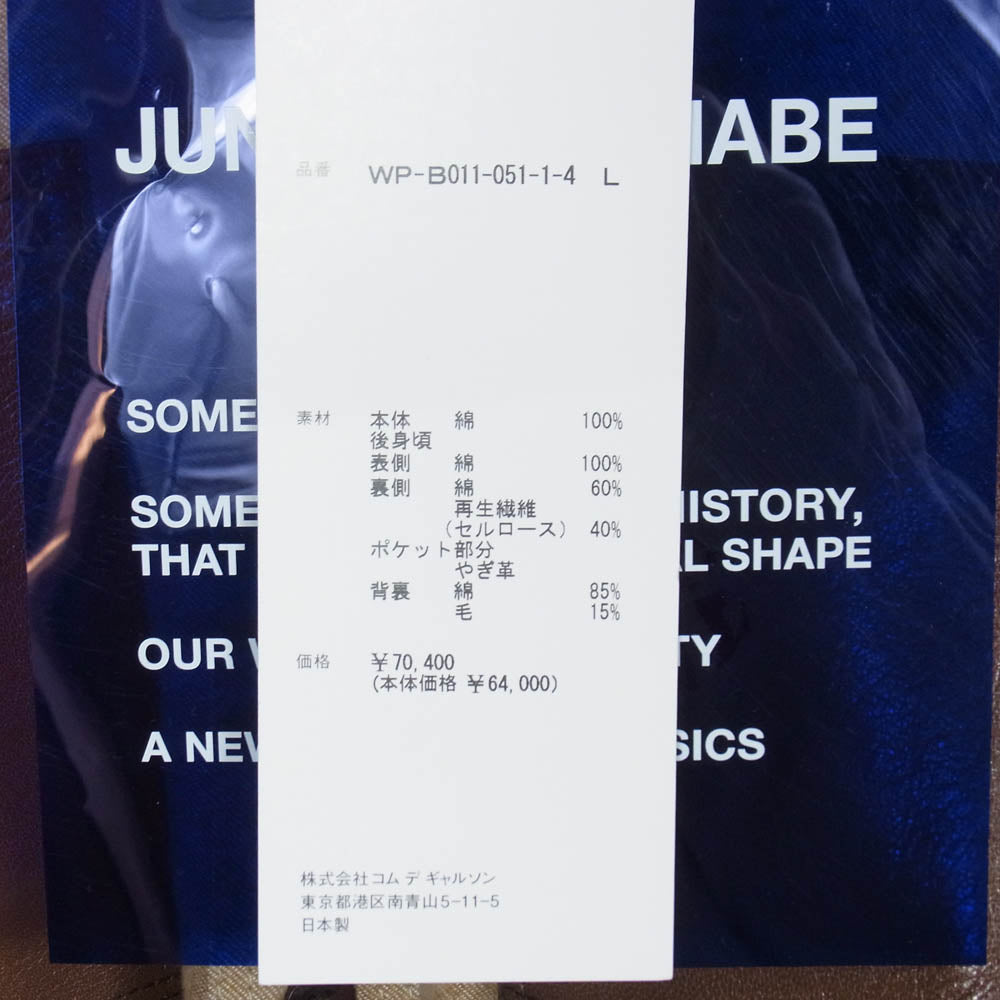 JUN ABE
品番 WP-B011-051-1-4 L
素材 本体 綿 100%
後身頃
表側 綿 100%
裏側 綿 60%
再生繊維
(セルロース) 40%
ポケット部分
やぎ革
背裏 綿 85%
毛 15%
価格 ¥70,400
(本体価格 ¥64,000)
株式会社コム デ ギャルソン
東京都港区南青山5-11-5
日本製
SOME
SOME HISTORY,
THAT SHAPE
OUR TY
A NEW SICS